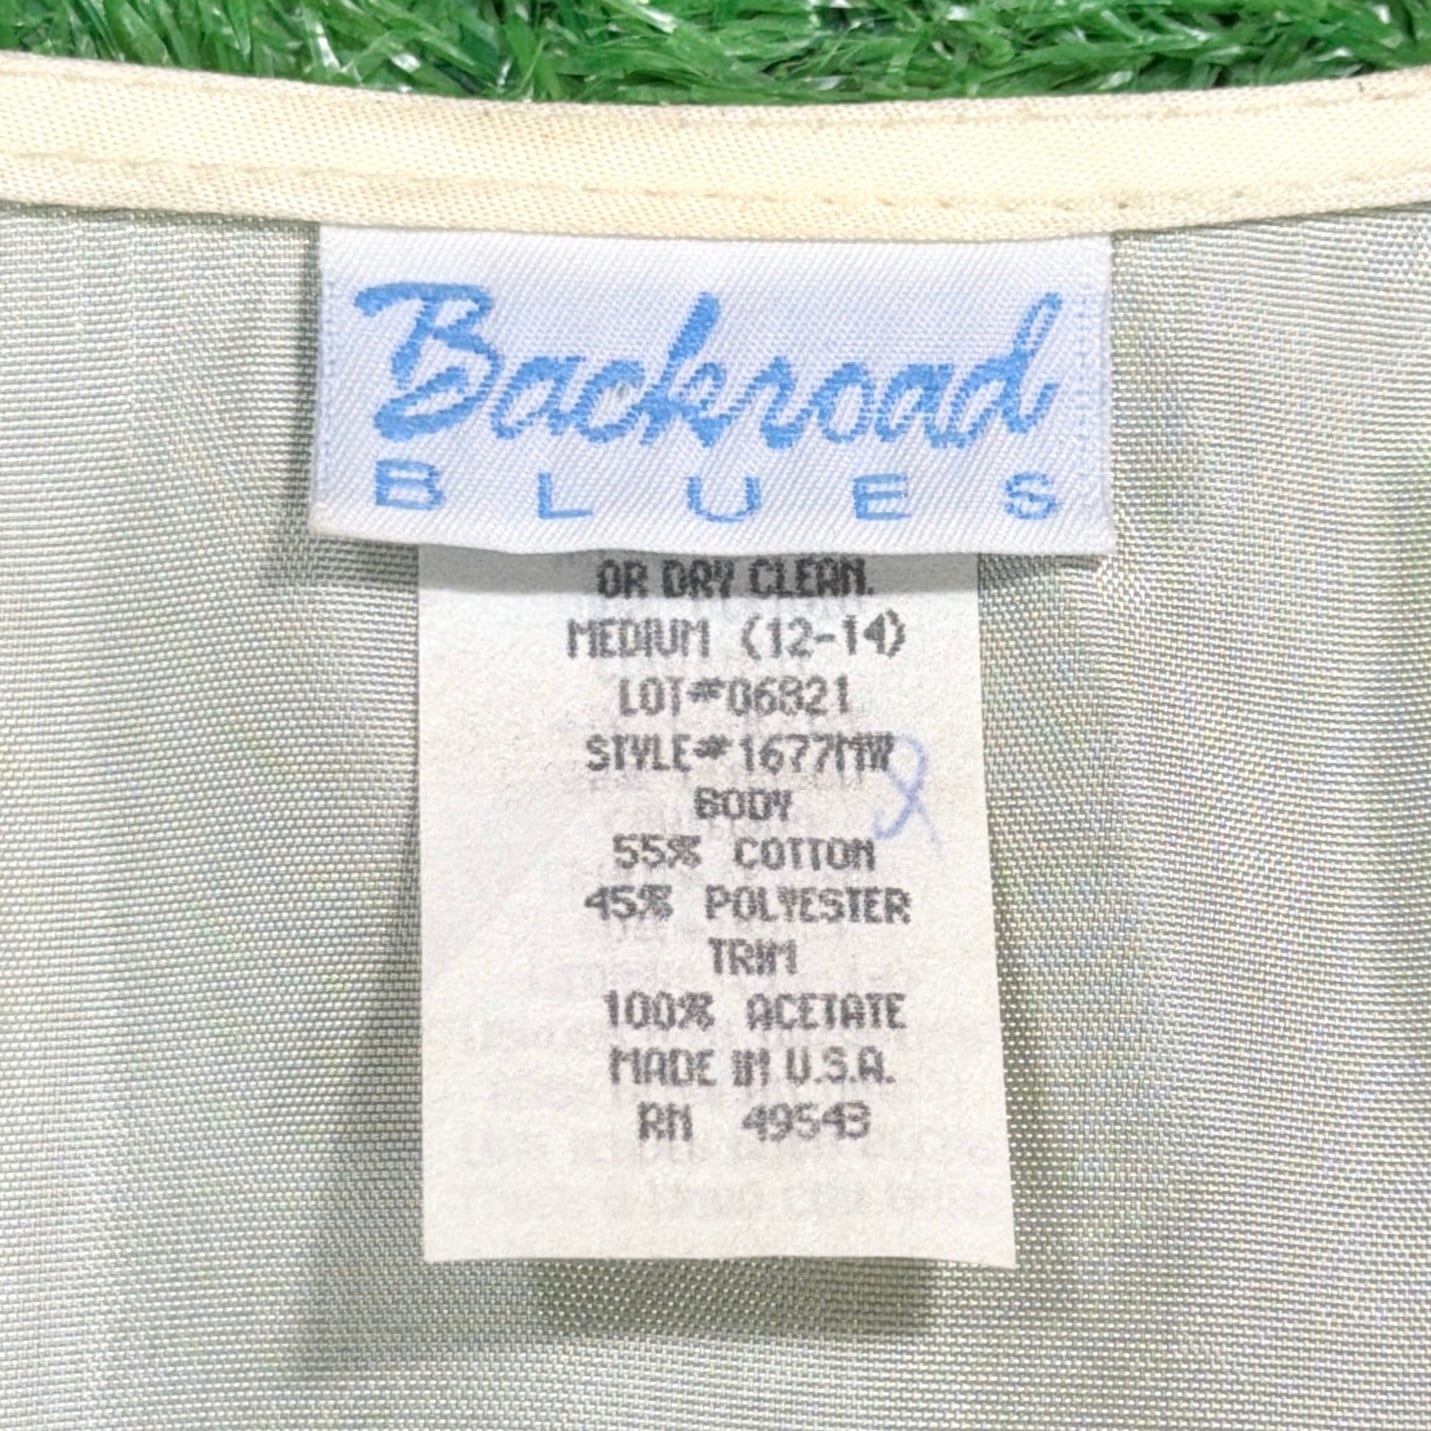 Backroad
BLUES
OR DRY CLEAN.
MEDIUM (12-14)
LOT#06821
STYLE#1677MW
BODY
55% COTTON
45% POLYESTER
TRIM
100% ACETATE
MADE IN U.S.A.
RN 49543